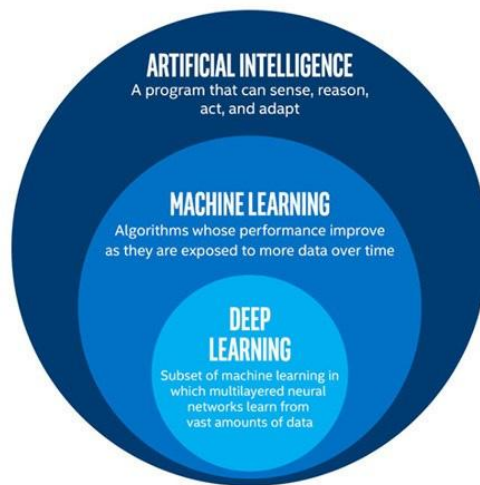 ARTIFICIAL INTELLIGENCE
A program that can sense, reason,
act, and adapt
MACHINE LEARNING
Algorithms whose performance improve
as they are exposed to more data over time
DEEP
LEARNING
Subset of machine learning in
which multilayered neural
networks learn from
vast amounts of data